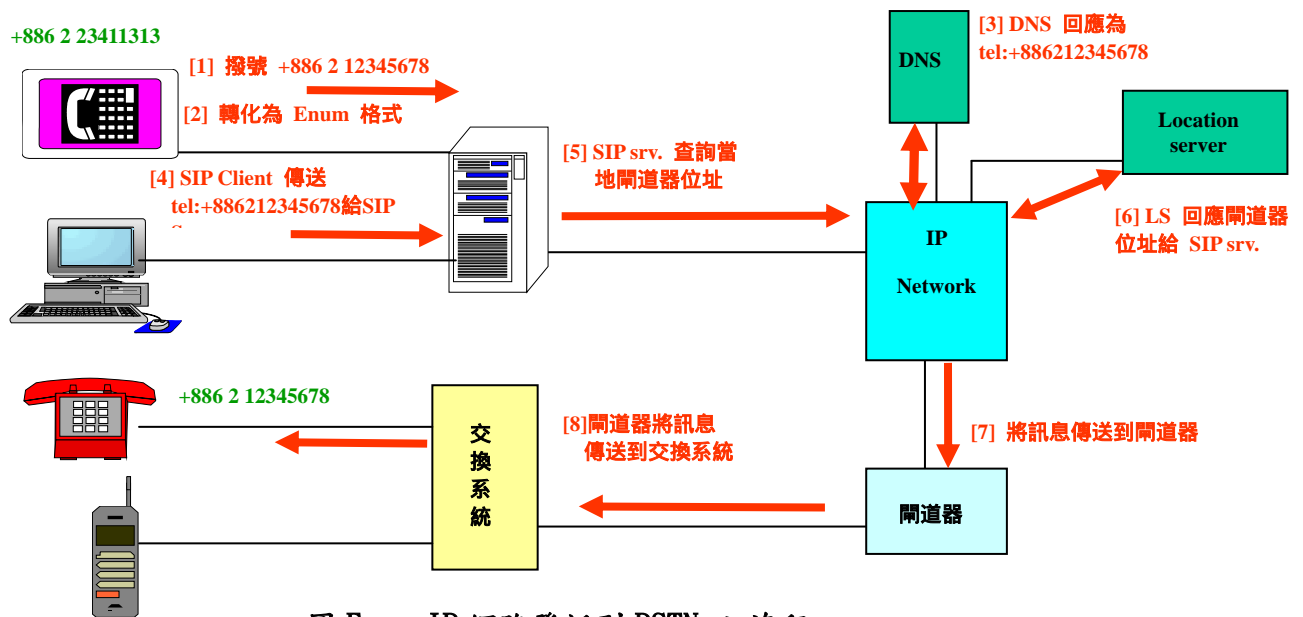 +886 2 23411313
[1] 撥號 +886 2 12345678
[2] 轉化為 Enum 格式
[3] DNS 回應為
tel:+886212345678
DNS
Location
server
[4] SIP Client 傳送
tel:+886212345678給SIP
[5] SIP srv. 查詢當
地閘道器位址
[6] LS 回應閘道器
位址給 SIP srv.
IP
Network
+886 2 12345678
交
換
系
統
[8]閘道器將訊息
傳送到交換系統
[7] 將訊息傳送到閘道器
閘道器